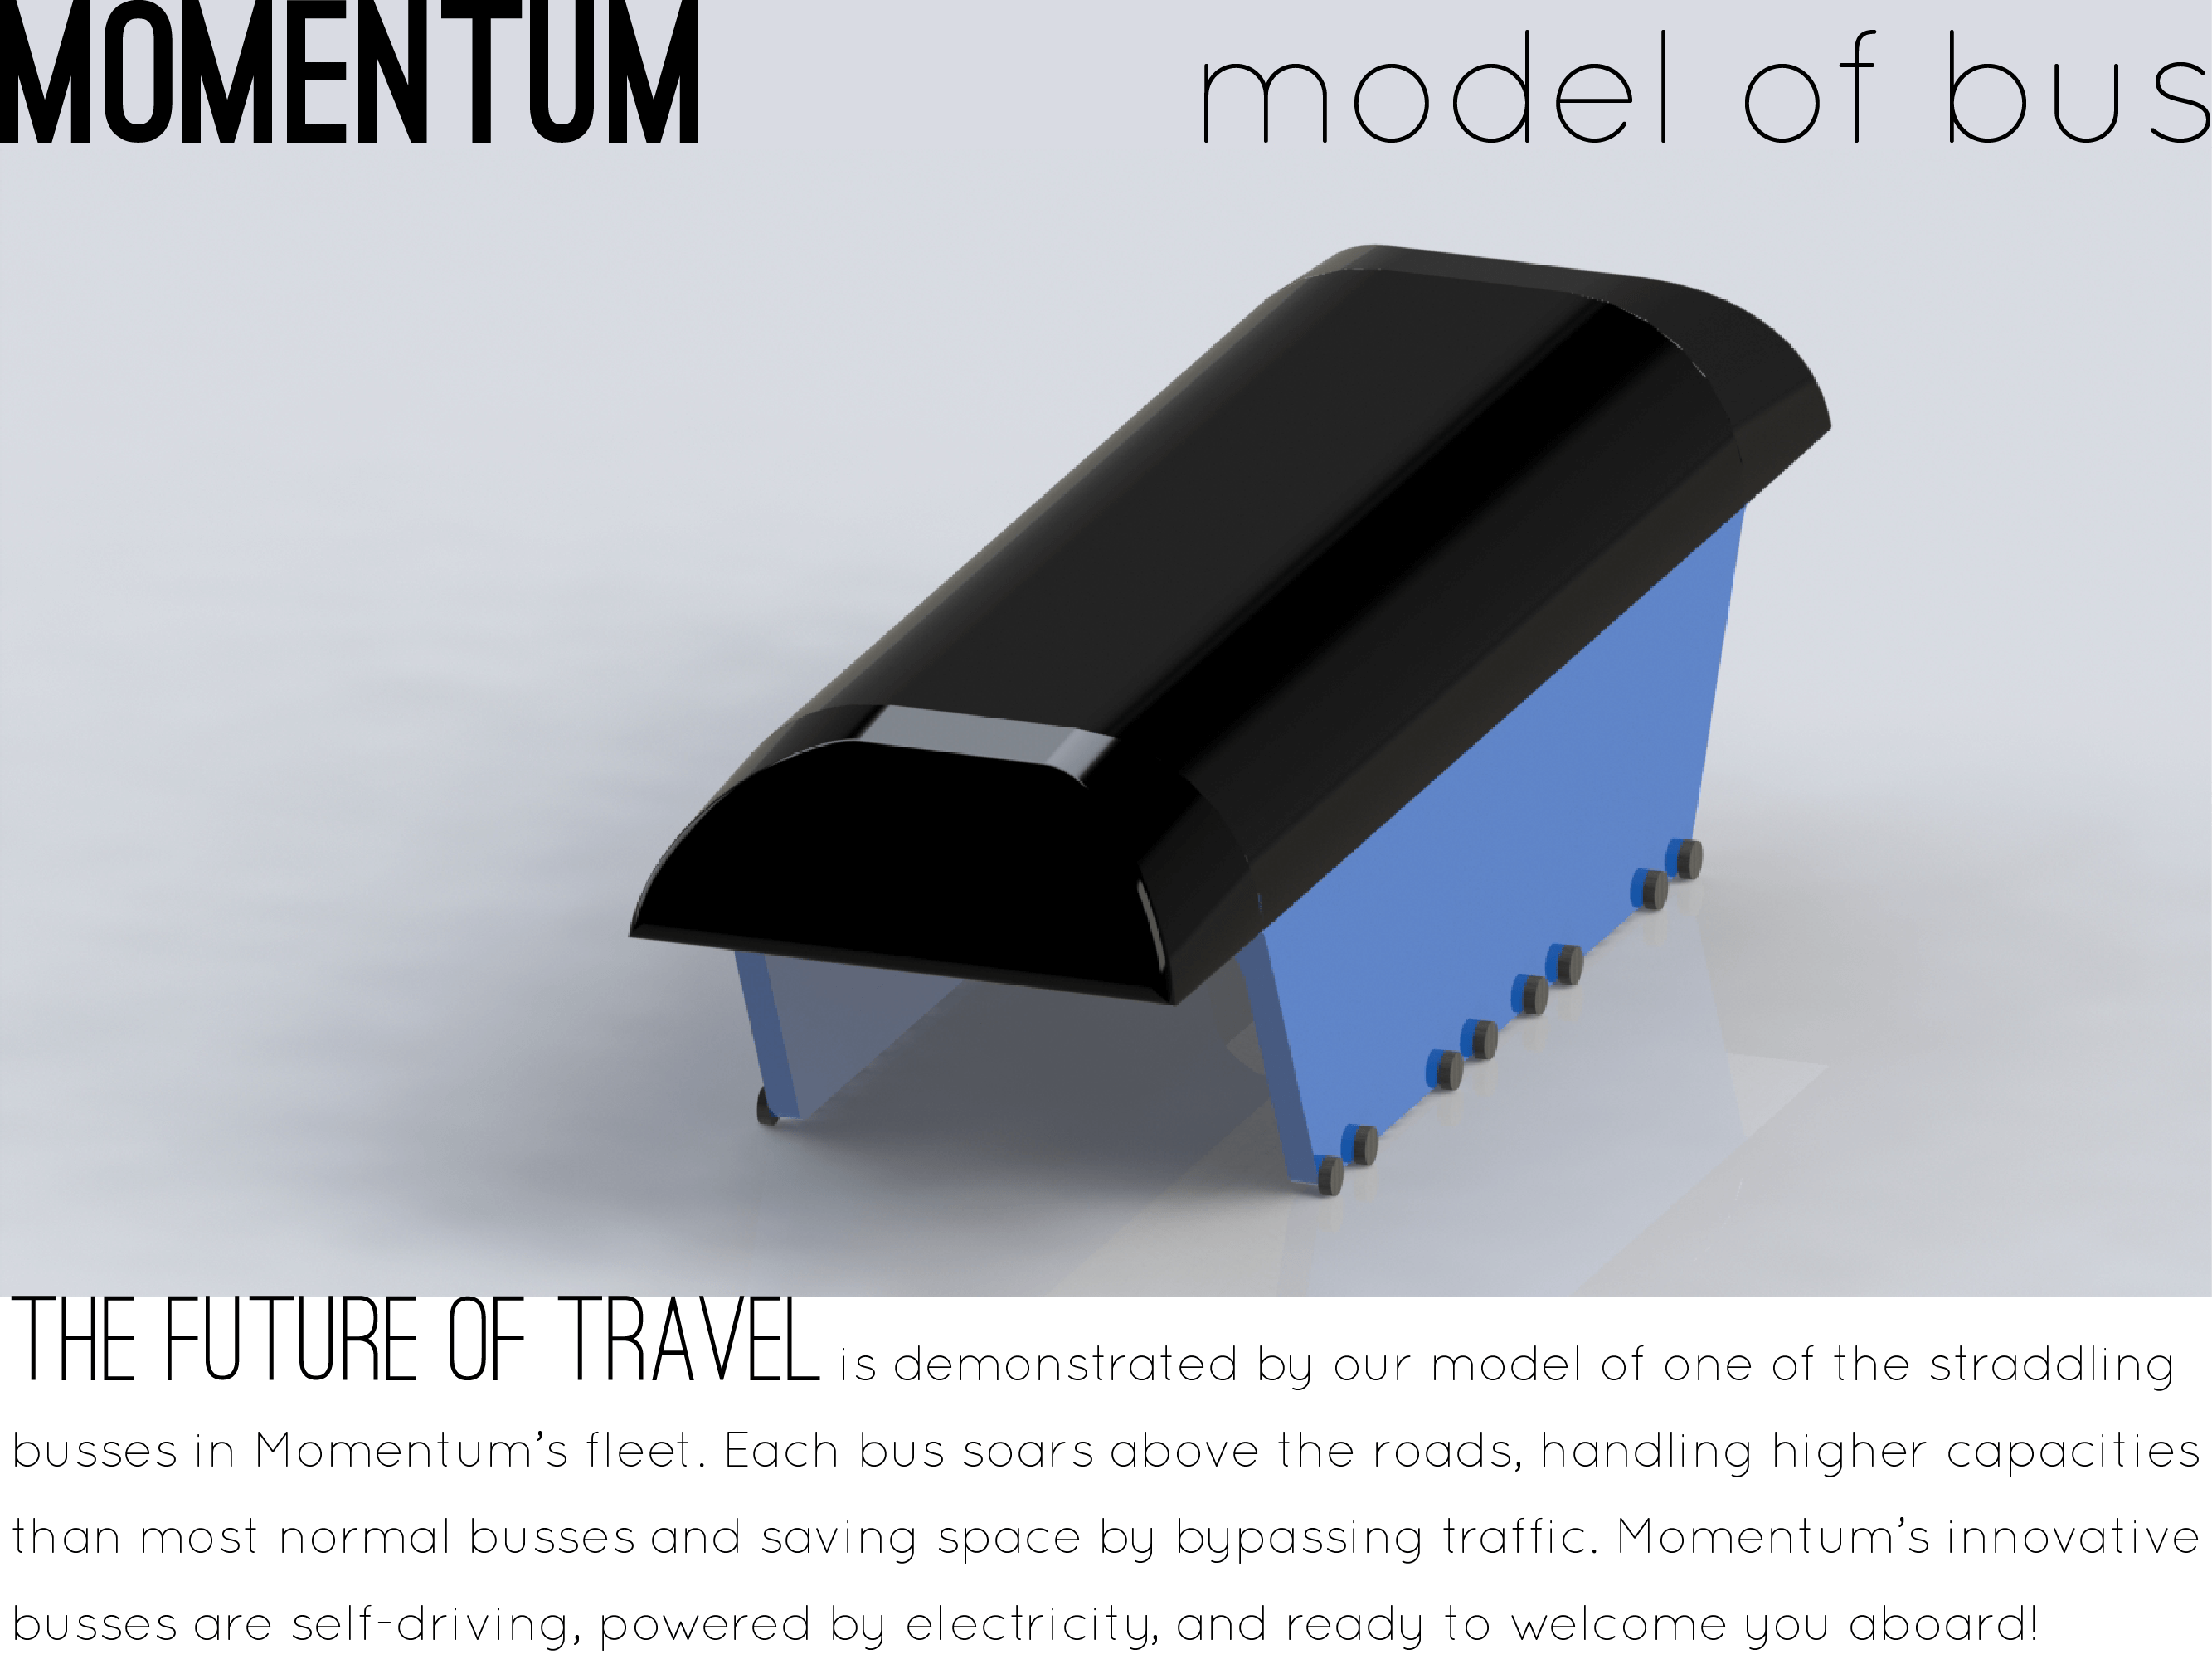 MOMENTUM model of bus
THE FUTURE OF TRAVEL is demonstrated by our model of one of the straddling
busses in Momentum’s fleet. Each bus soars above the roads, handling higher capacities
than most normal busses and saving space by bypassing traffic. Momentum’s innovative
busses are self-driving, powered by electricity, and ready to welcome you aboard!